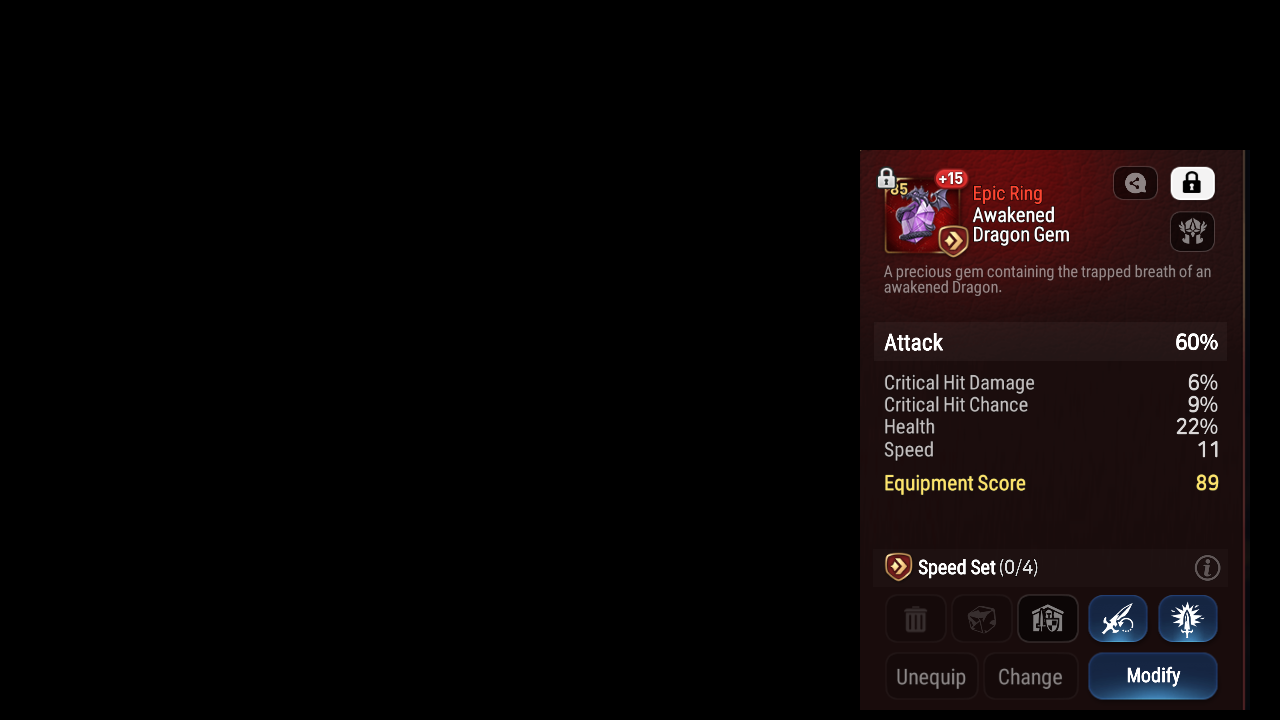 +15
85
Epic Ring
Awakened
Dragon Gem
A precious gem containing the trapped breath of an
awakened Dragon.
Attack 60%
Critical Hit Damage 6%
Critical Hit Chance 9%
Health 22%
Speed 11
Equipment Score 89
Speed Set (0/4)
Unequip Change Modify